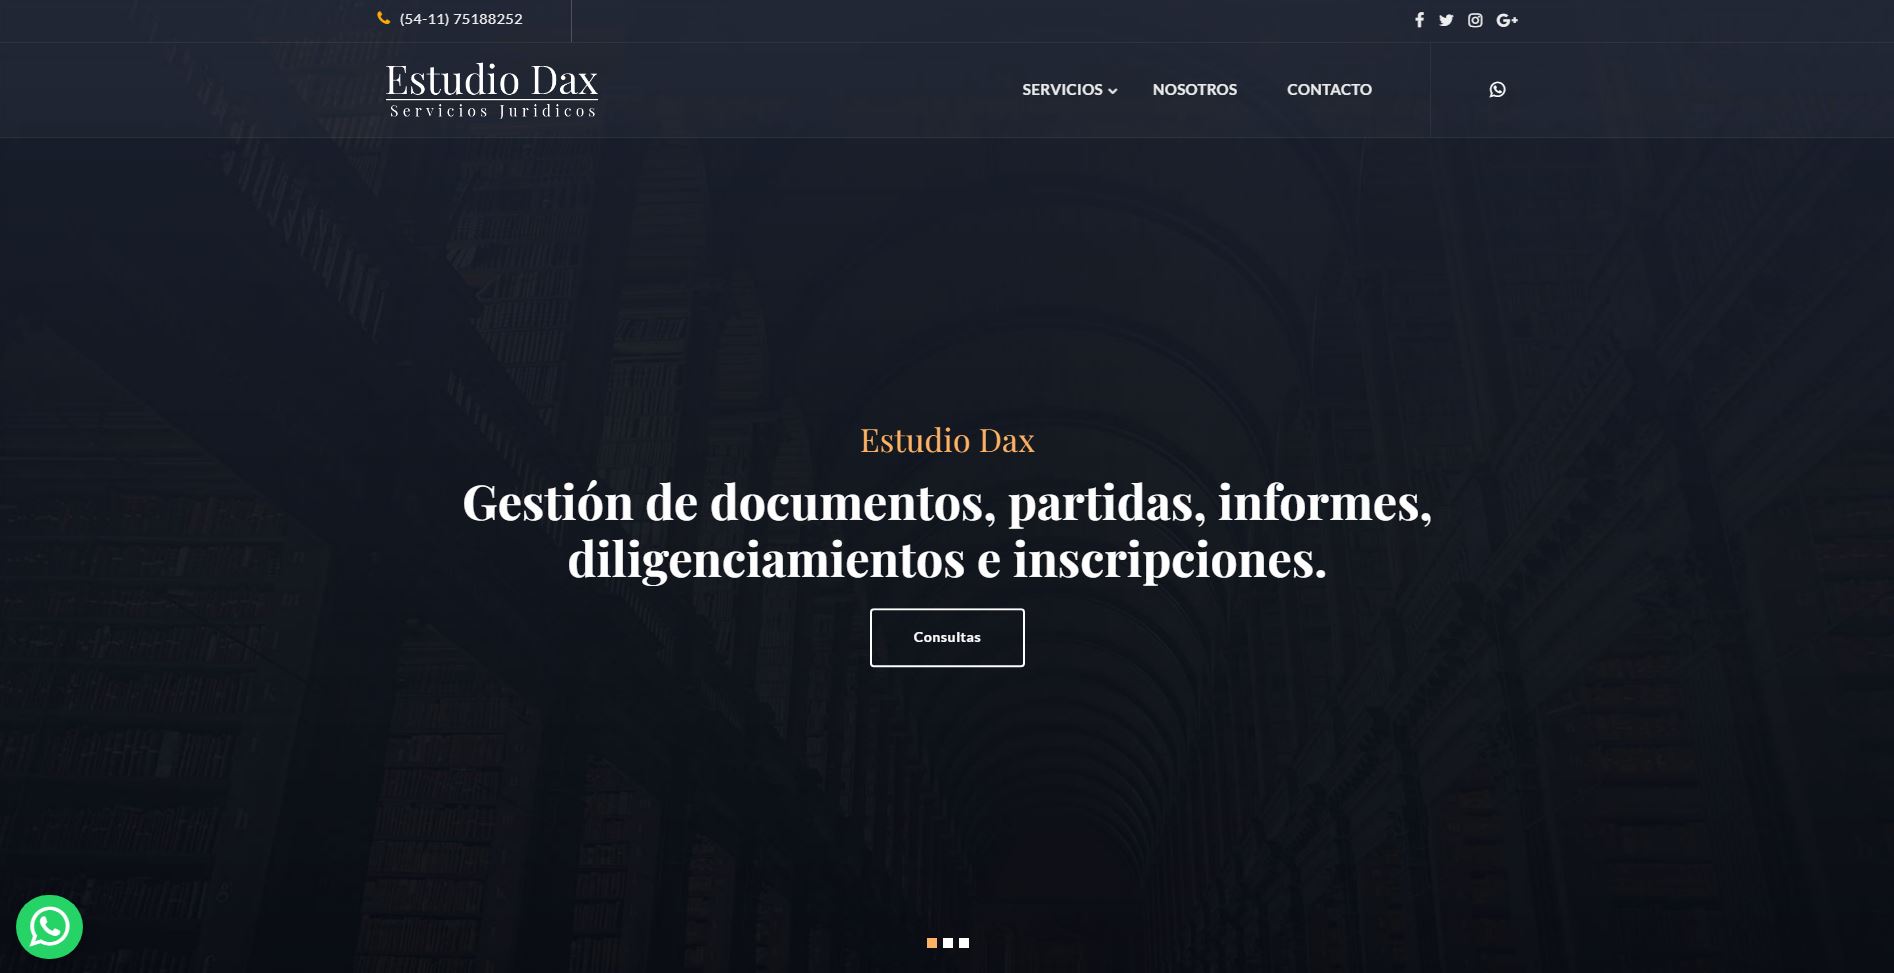 (54-11) 75188252
Estudio Dax
Servicios Juridicos
SERVICIOS
NOSOTROS
CONTACTO
Estudio Dax
Gestión de documentos, partidas, informes,
diligenciamientos e inscripciones.
Consultas